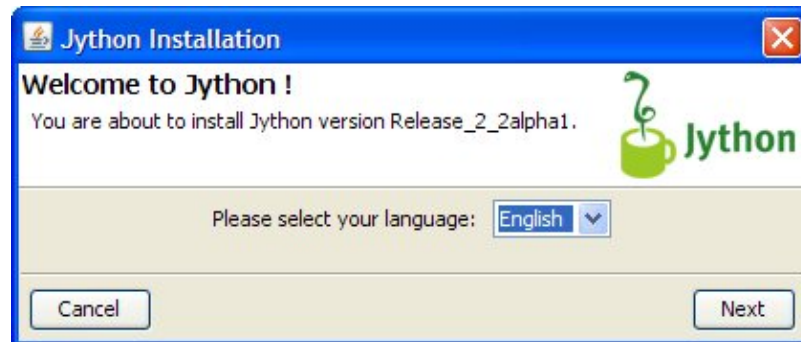 Jython Installation
Welcome to Jython !
You are about to install Jython version Release_2_2alpha1.
Jython
Please select your language: English
Cancel Next